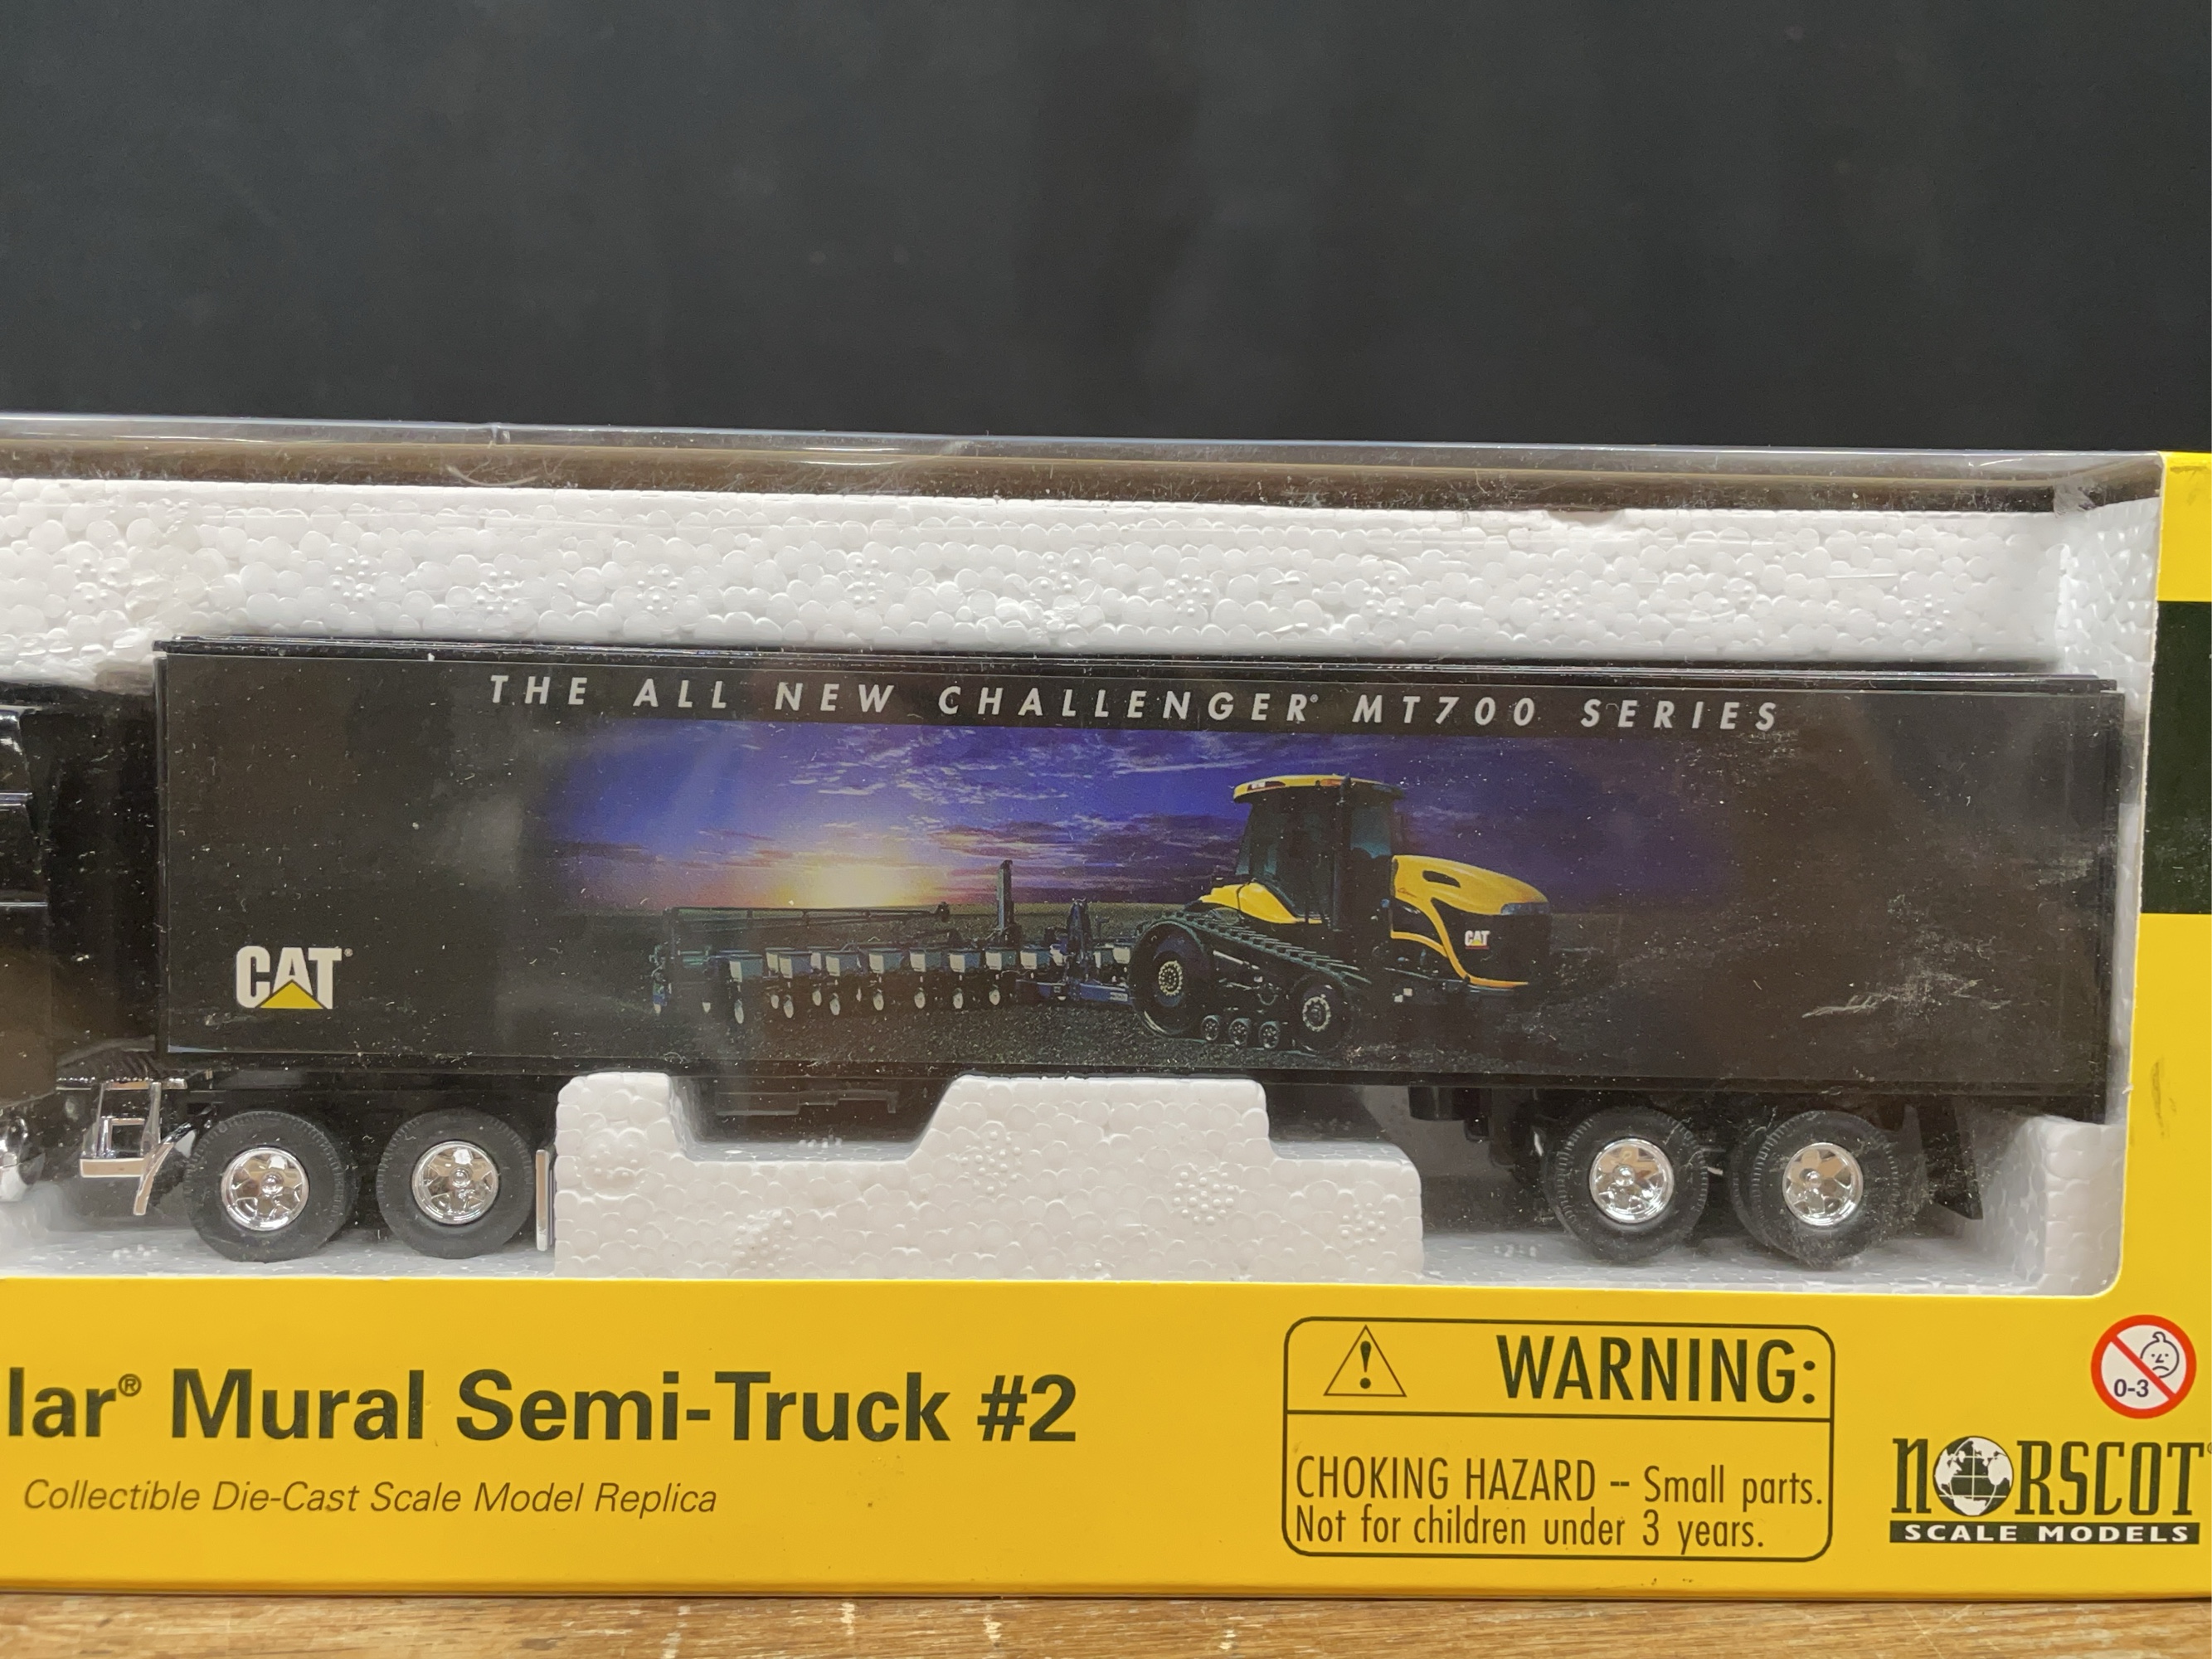 THE ALL NEW CHALLENGER® MT700 SERIES
CAT®
CAT
lar® Mural Semi-Truck #2
Collectible Die-Cast Scale Model Replica
WARNING:
CHOKING HAZARD -- Small parts.
Not for children under 3 years.
0-3
NORSCOT®
SCALE MODELS